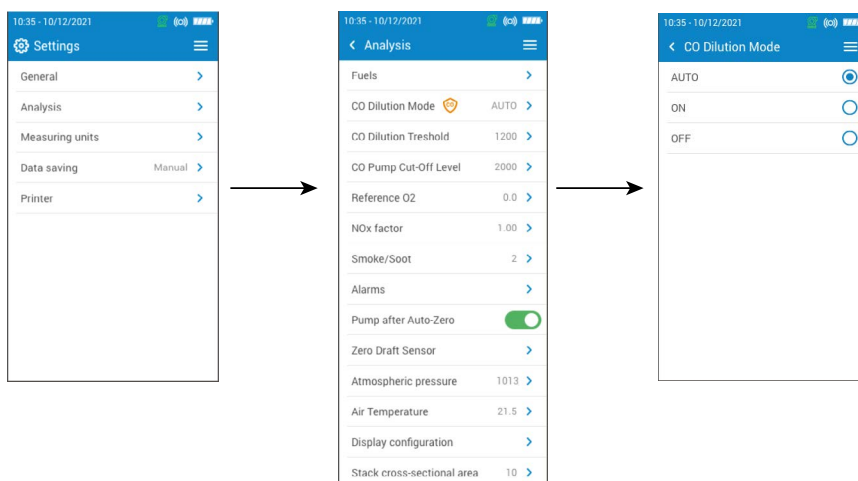 10:35 - 10/12/2021
Settings
General
Analysis
Measuring units
Data saving Manual
Printer
10:35 - 10/12/2021
Analysis
Fuels
CO Dilution Mode CO AUTO
CO Dilution Treshold 1200
CO Pump Cut-Off Level 2000
Reference O2 0.0
NOx factor 1.00
Smoke/Soot 2
Alarms
Pump after Auto-Zero
Zero Draft Sensor
Atmospheric pressure 1013
Air Temperature 21.5
Display configuration
Stack cross-sectional area 10
10:35 - 10/12/2021
CO Dilution Mode
AUTO
ON
OFF